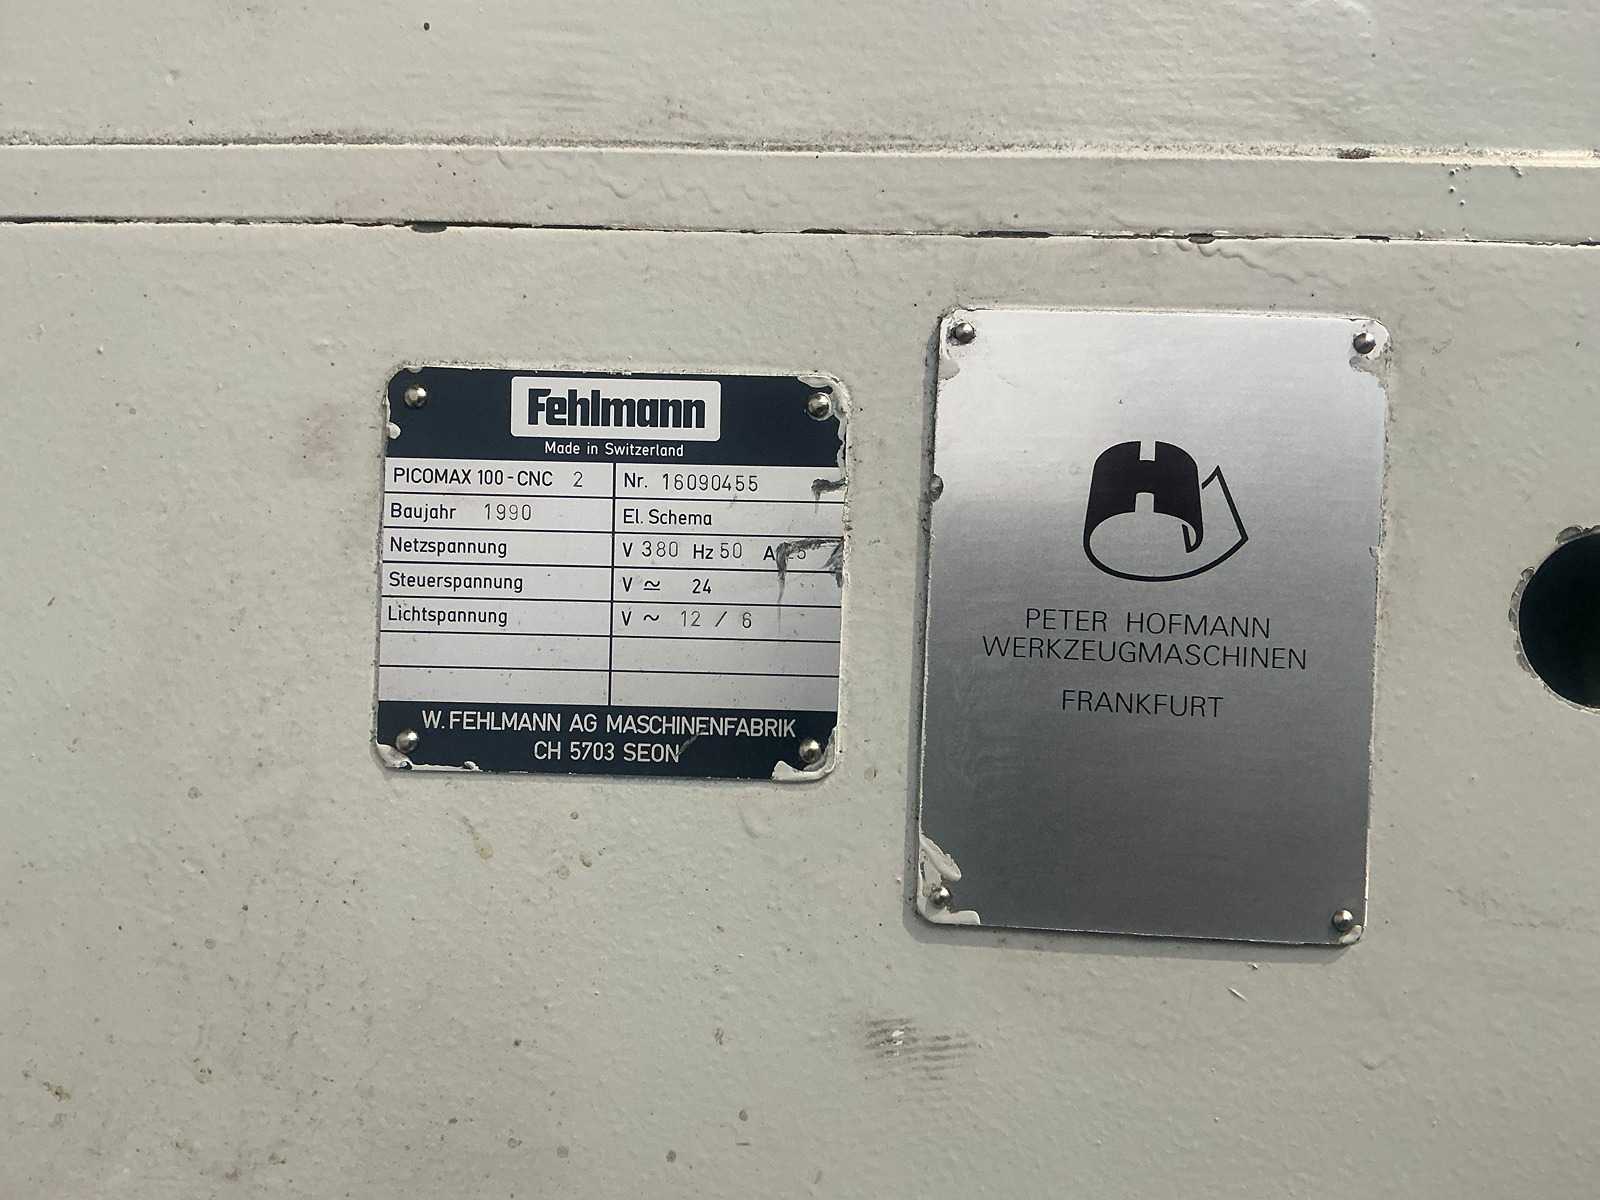 Fehlmann
Made in Switzerland
PICOMAX 100-CNC 2 Nr. 16090455
Baujahr 1990 El. Schema
Netzspannung V 380 Hz 50 A
Steuerspannung V ≃ 24
Lichtspannung V ~ 12 / 6
W. FEHLMANN AG MASCHINENFABRIK
CH 5703 SEON
PETER HOFMANN
WERKZEUGMASCHINEN
FRANKFURT